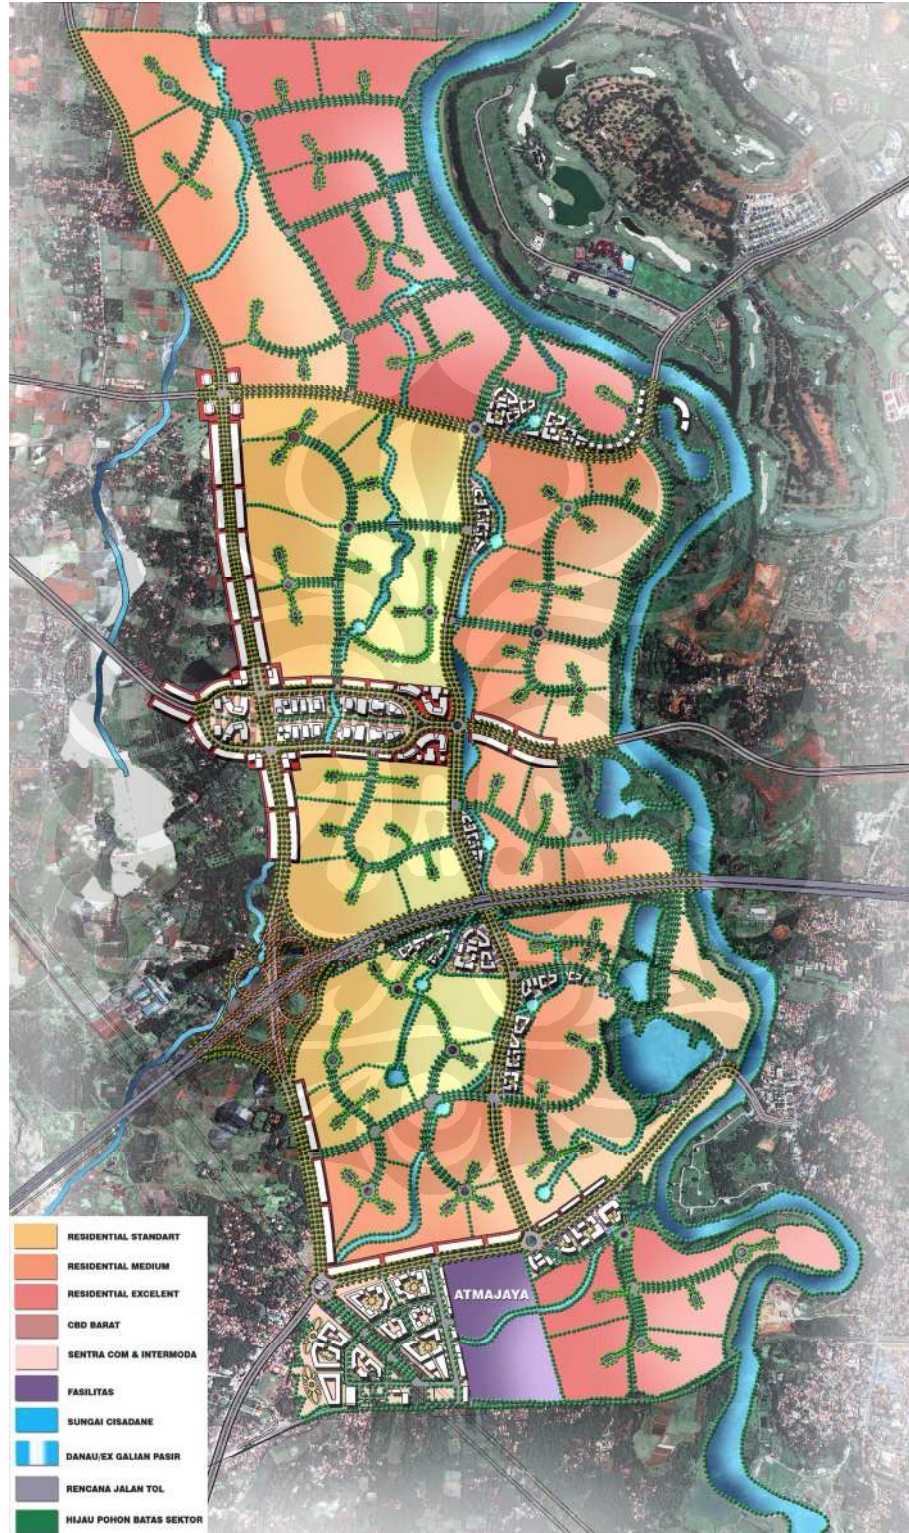 ATMAJAYA
RESIDENTIAL STANDART
RESIDENTIAL MEDIUM
RESIDENTIAL EXCELENT
CBD BARAT
SENTRA COM & INTERMODA
FASILITAS
SUNGAI CISADANE
DANAU/EX GALIAN PASIR
RENCANA JALAN TOL
HIJAU POHON BATAS SEKTOR